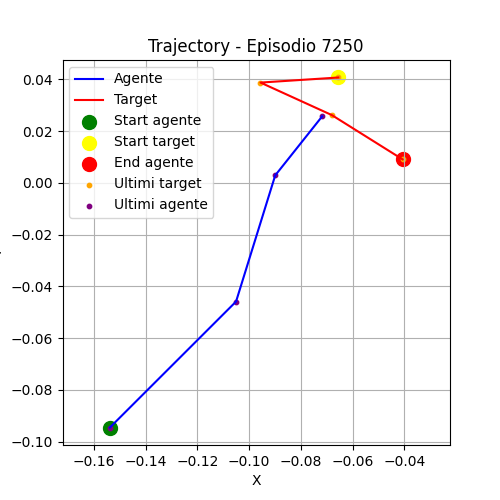 Trajectory - Episodio 7250
Agente
Target
Start agente
Start target
End agente
Ultimi target
Ultimi agente
0.04
0.02
0.00
−0.02
−0.04
−0.06
−0.08
−0.10
−0.16 −0.14 −0.12 −0.10 −0.08 −0.06 −0.04
X